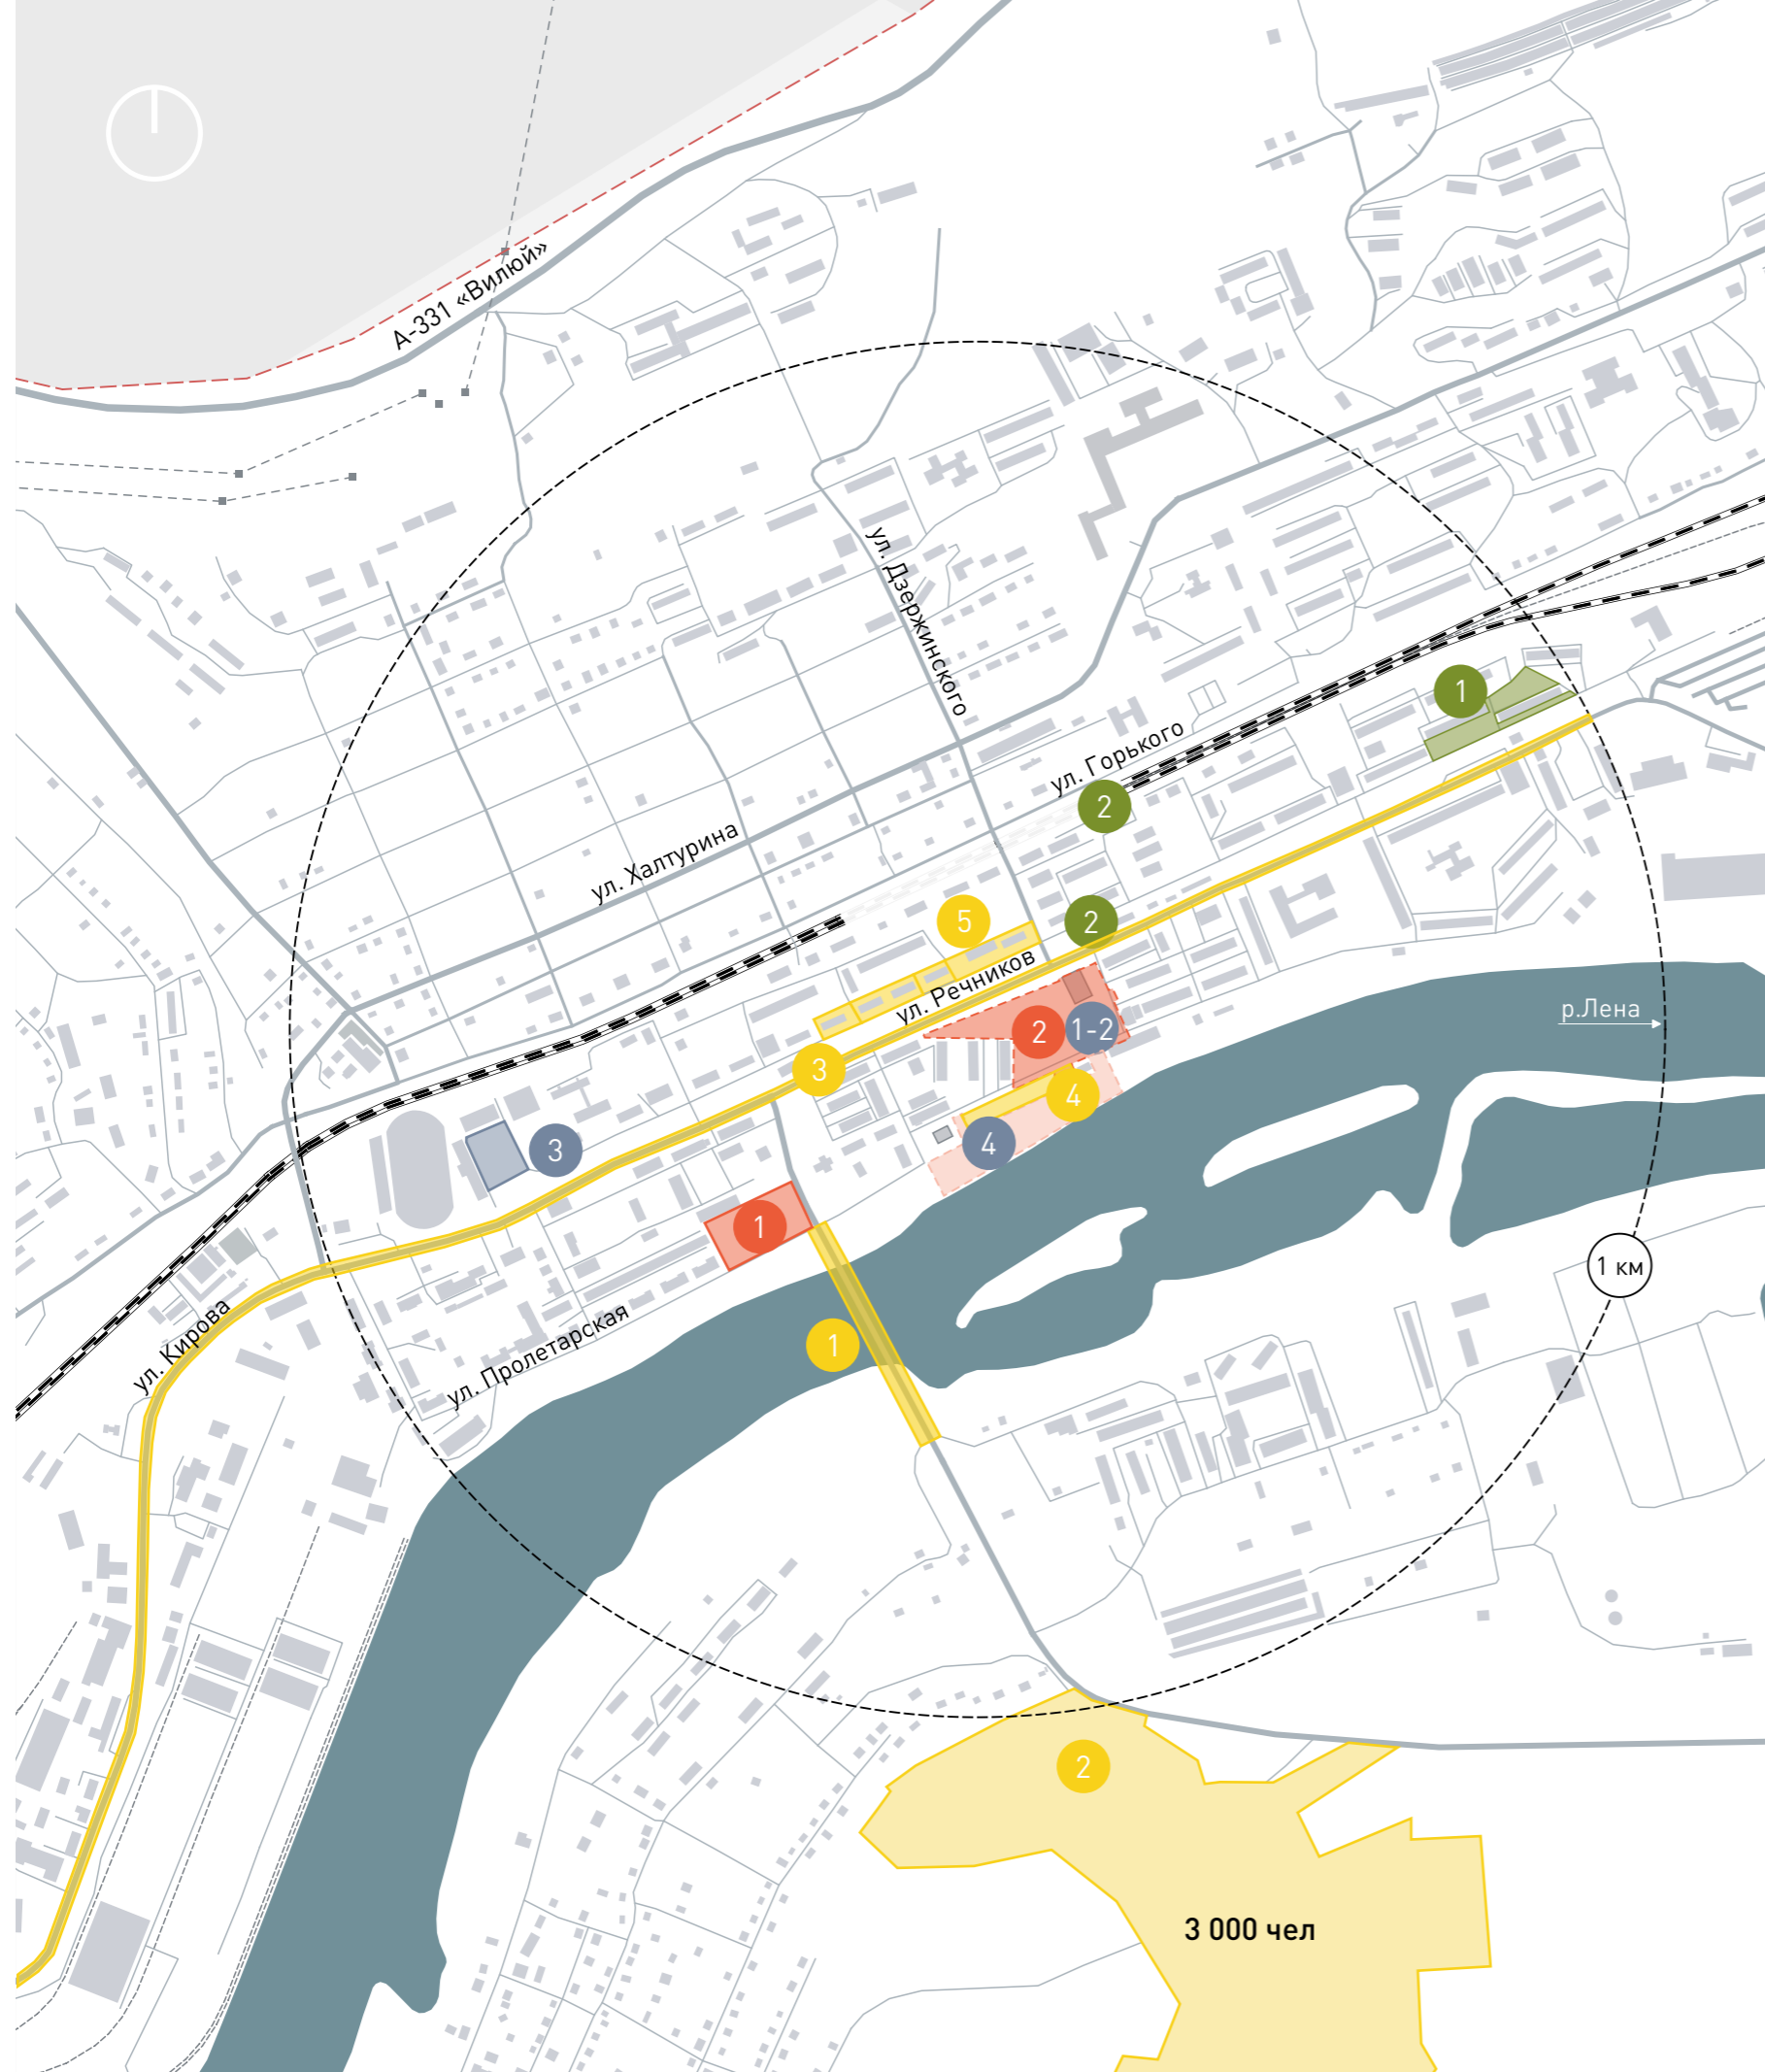 А-331 «Вилюй»
ул. Дзержинского
1
ул. Горького
2
ул. Халтурина
5
2
ул. Речников
р.Лена
2
1-2
3
4
4
3
1
1 км
ул. Кирова
ул. Пролетарская
1
2
3 000 чел